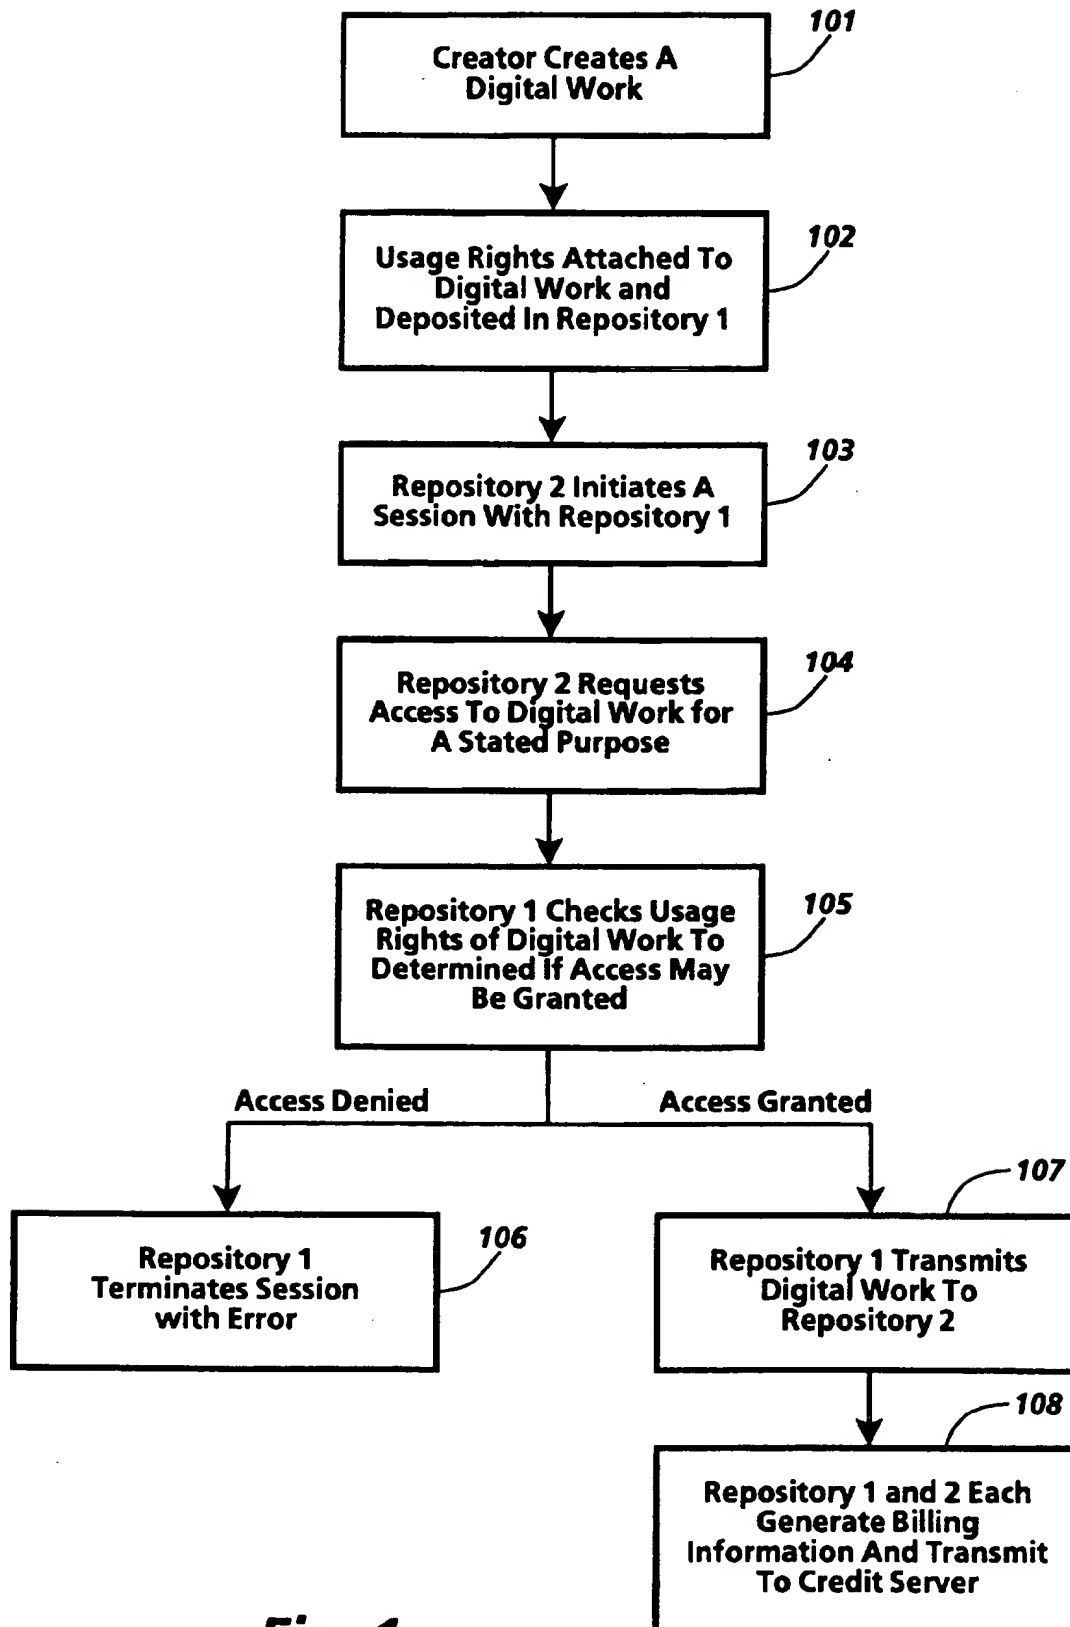 101
Creator Creates A
Digital Work
102
Usage Rights Attached To
Digital Work and
Deposited In Repository 1
103
Repository 2 Initiates A
Session With Repository 1
104
Repository 2 Requests
Access To Digital Work for
A Stated Purpose
105
Repository 1 Checks Usage
Rights of Digital Work To
Determined If Access May
Be Granted
Access Denied
Access Granted
106
Repository 1
Terminates Session
with Error
107
Repository 1 Transmits
Digital Work To
Repository 2
108
Repository 1 and 2 Each
Generate Billing
Information And Transmit
To Credit Server